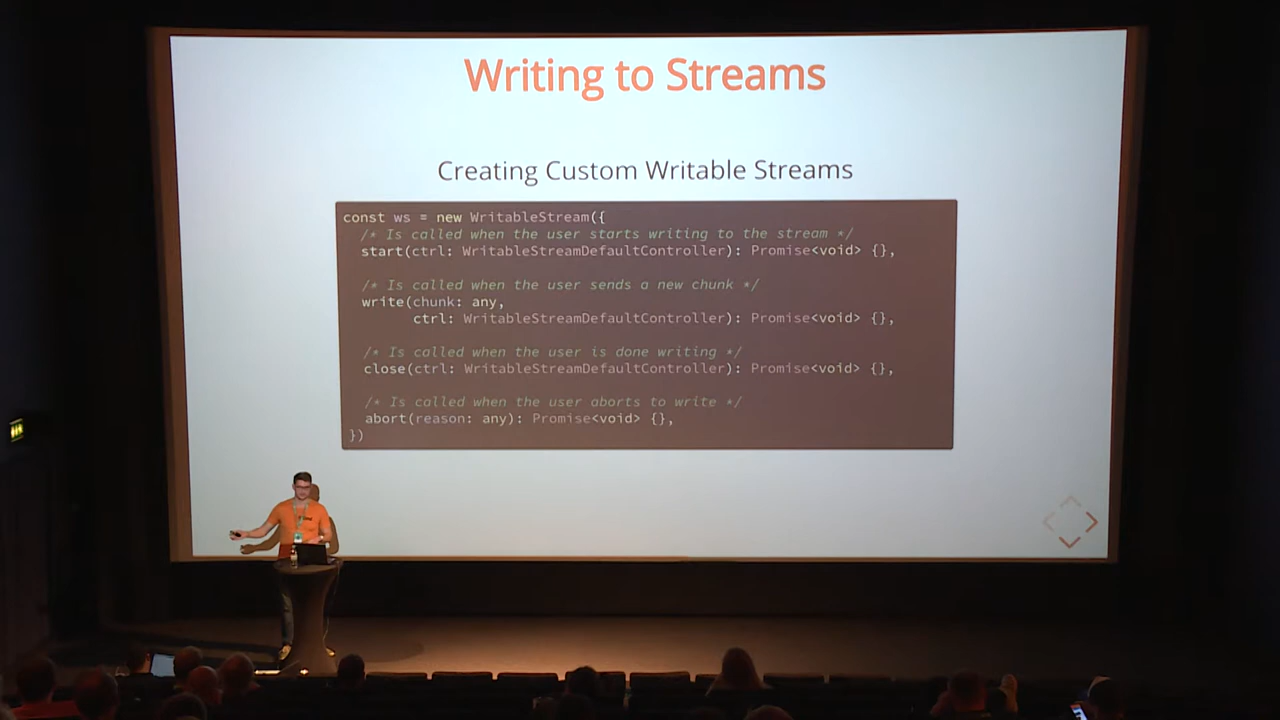 Writing to Streams
Creating Custom Writable Streams
const ws = new WritableStream({
/* Is called when the user starts writing to the stream */
start(ctrl: WritableStreamDefaultController): Promise<void> {},
/* Is called when the user sends a new chunk */
write(chunk: any,
ctrl: WritableStreamDefaultController): Promise<void> {},
/* Is called when the user is done writing */
close(ctrl: WritableStreamDefaultController): Promise<void> {},
/* Is called when the user aborts to write */
abort(reason: any): Promise<void> {},
})